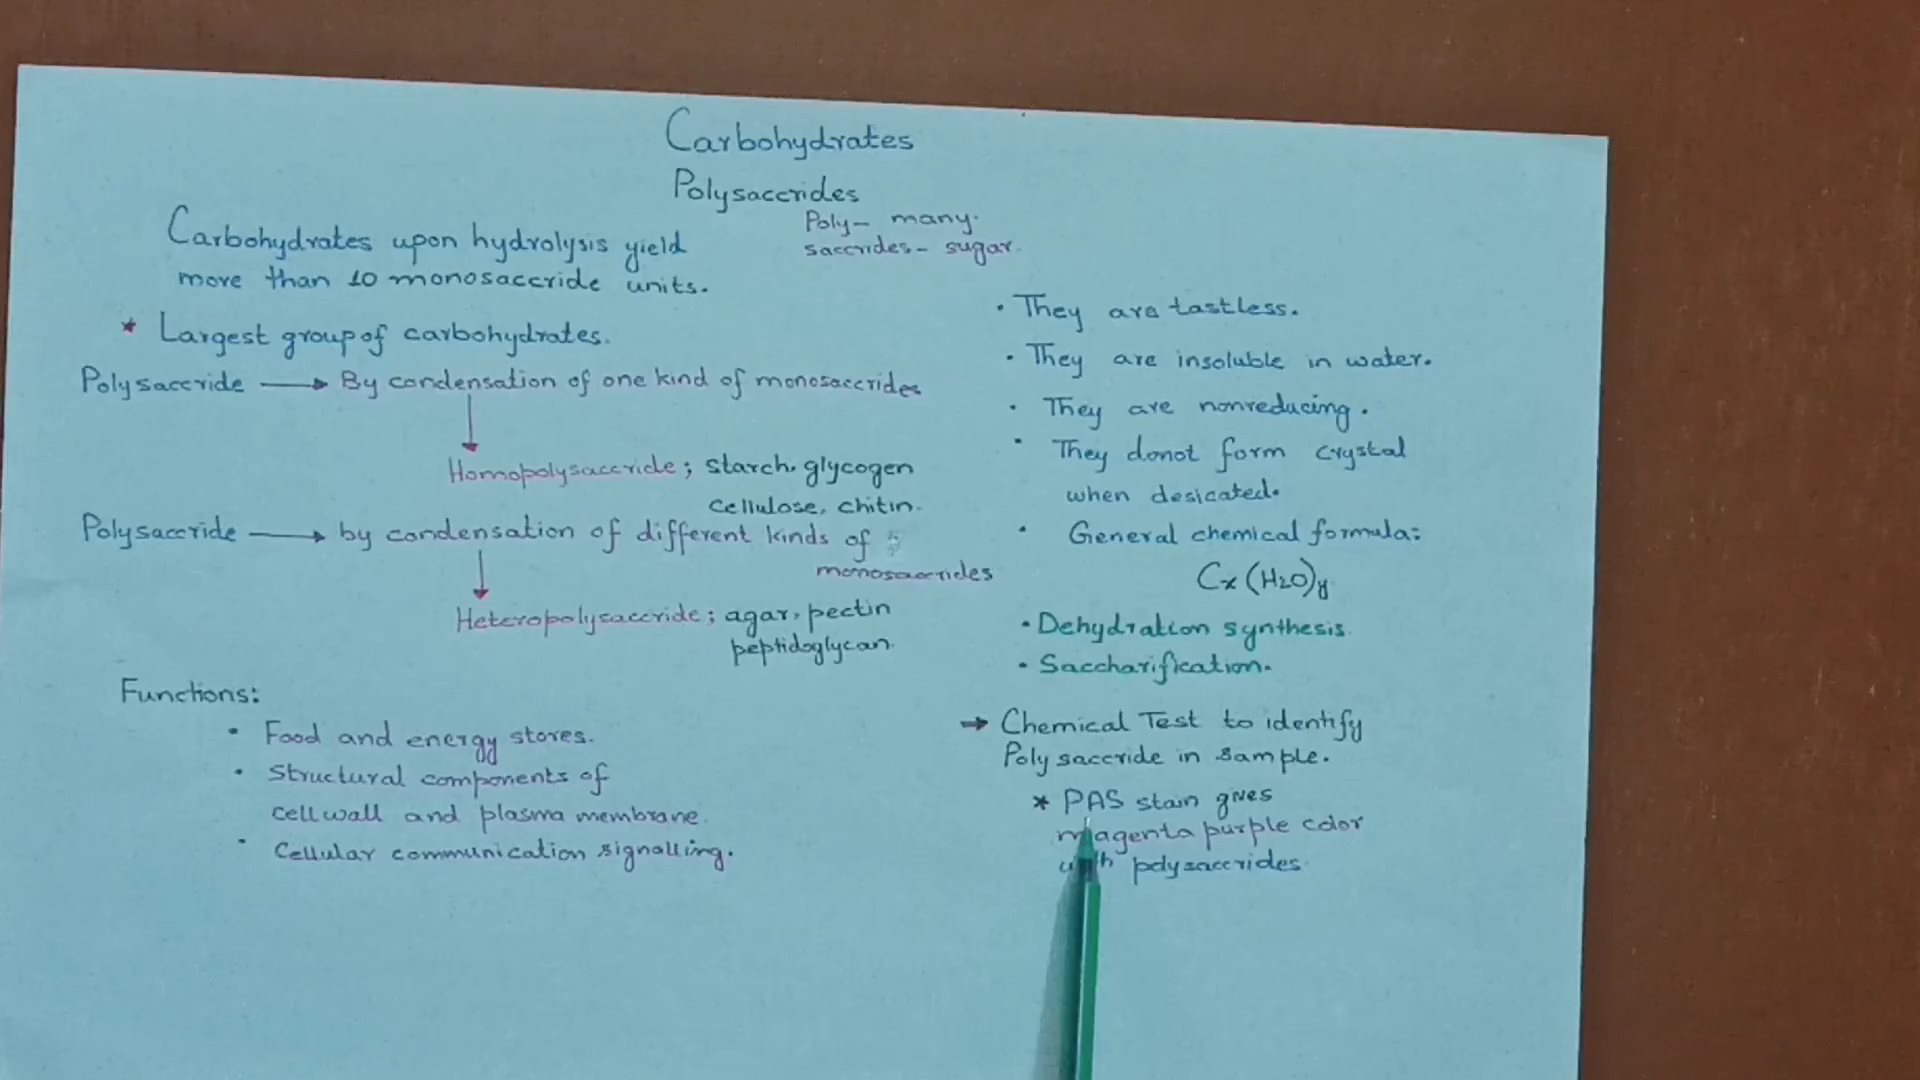 Carbohydrates
Polysaccrides
Poly- many.
saccrides- sugar.
Carbohydrates upon hydrolysis yield
more than 10 monosaccride units.
* Largest group of carbohydrates.
Polysaccride → By condensation of one kind of monosaccrides
↓
Homopolysaccride; starch, glycogen
cellulose, chitin.
Polysaccride → by condensation of different kinds of
monosaccrides
↓
Heteropolysaccride; agar, pectin
peptidoglycan.
Functions:
• Food and energy stores.
• Structural components of
cellwall and plasma membrane.
• Cellular communication signalling.
• They are tastless.
• They are insoluble in water.
• They are nonreducing.
• They donot form crystal
when desicated.
• General chemical formula:
Cx(H2O)y
• Dehydration synthesis.
• Saccharification.
→ Chemical Test to identify
Polysaccride in sample.
* PAS stain gives
magenta purple color
with polysaccrides